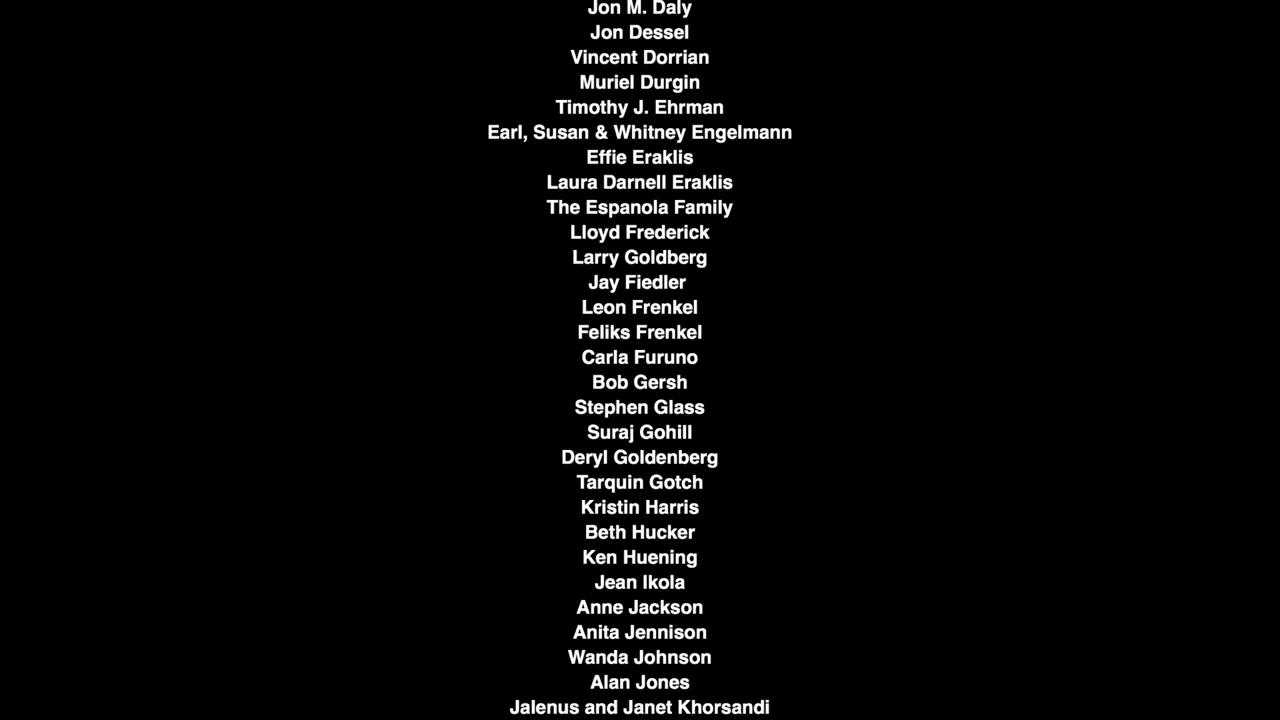 Jon M. Daly
Jon Dessel
Vincent Dorrian
Muriel Durgin
Timothy J. Ehrman
Earl, Susan & Whitney Engelmann
Effie Eraklis
Laura Darnell Eraklis
The Espanola Family
Lloyd Frederick
Larry Goldberg
Jay Fiedler
Leon Frenkel
Feliks Frenkel
Carla Furuno
Bob Gersh
Stephen Glass
Suraj Gohill
Deryl Goldenberg
Tarquin Gotch
Kristin Harris
Beth Hucker
Ken Huening
Jean Ikola
Anne Jackson
Anita Jennison
Wanda Johnson
Alan Jones
Jalenus and Janet Khorsandi